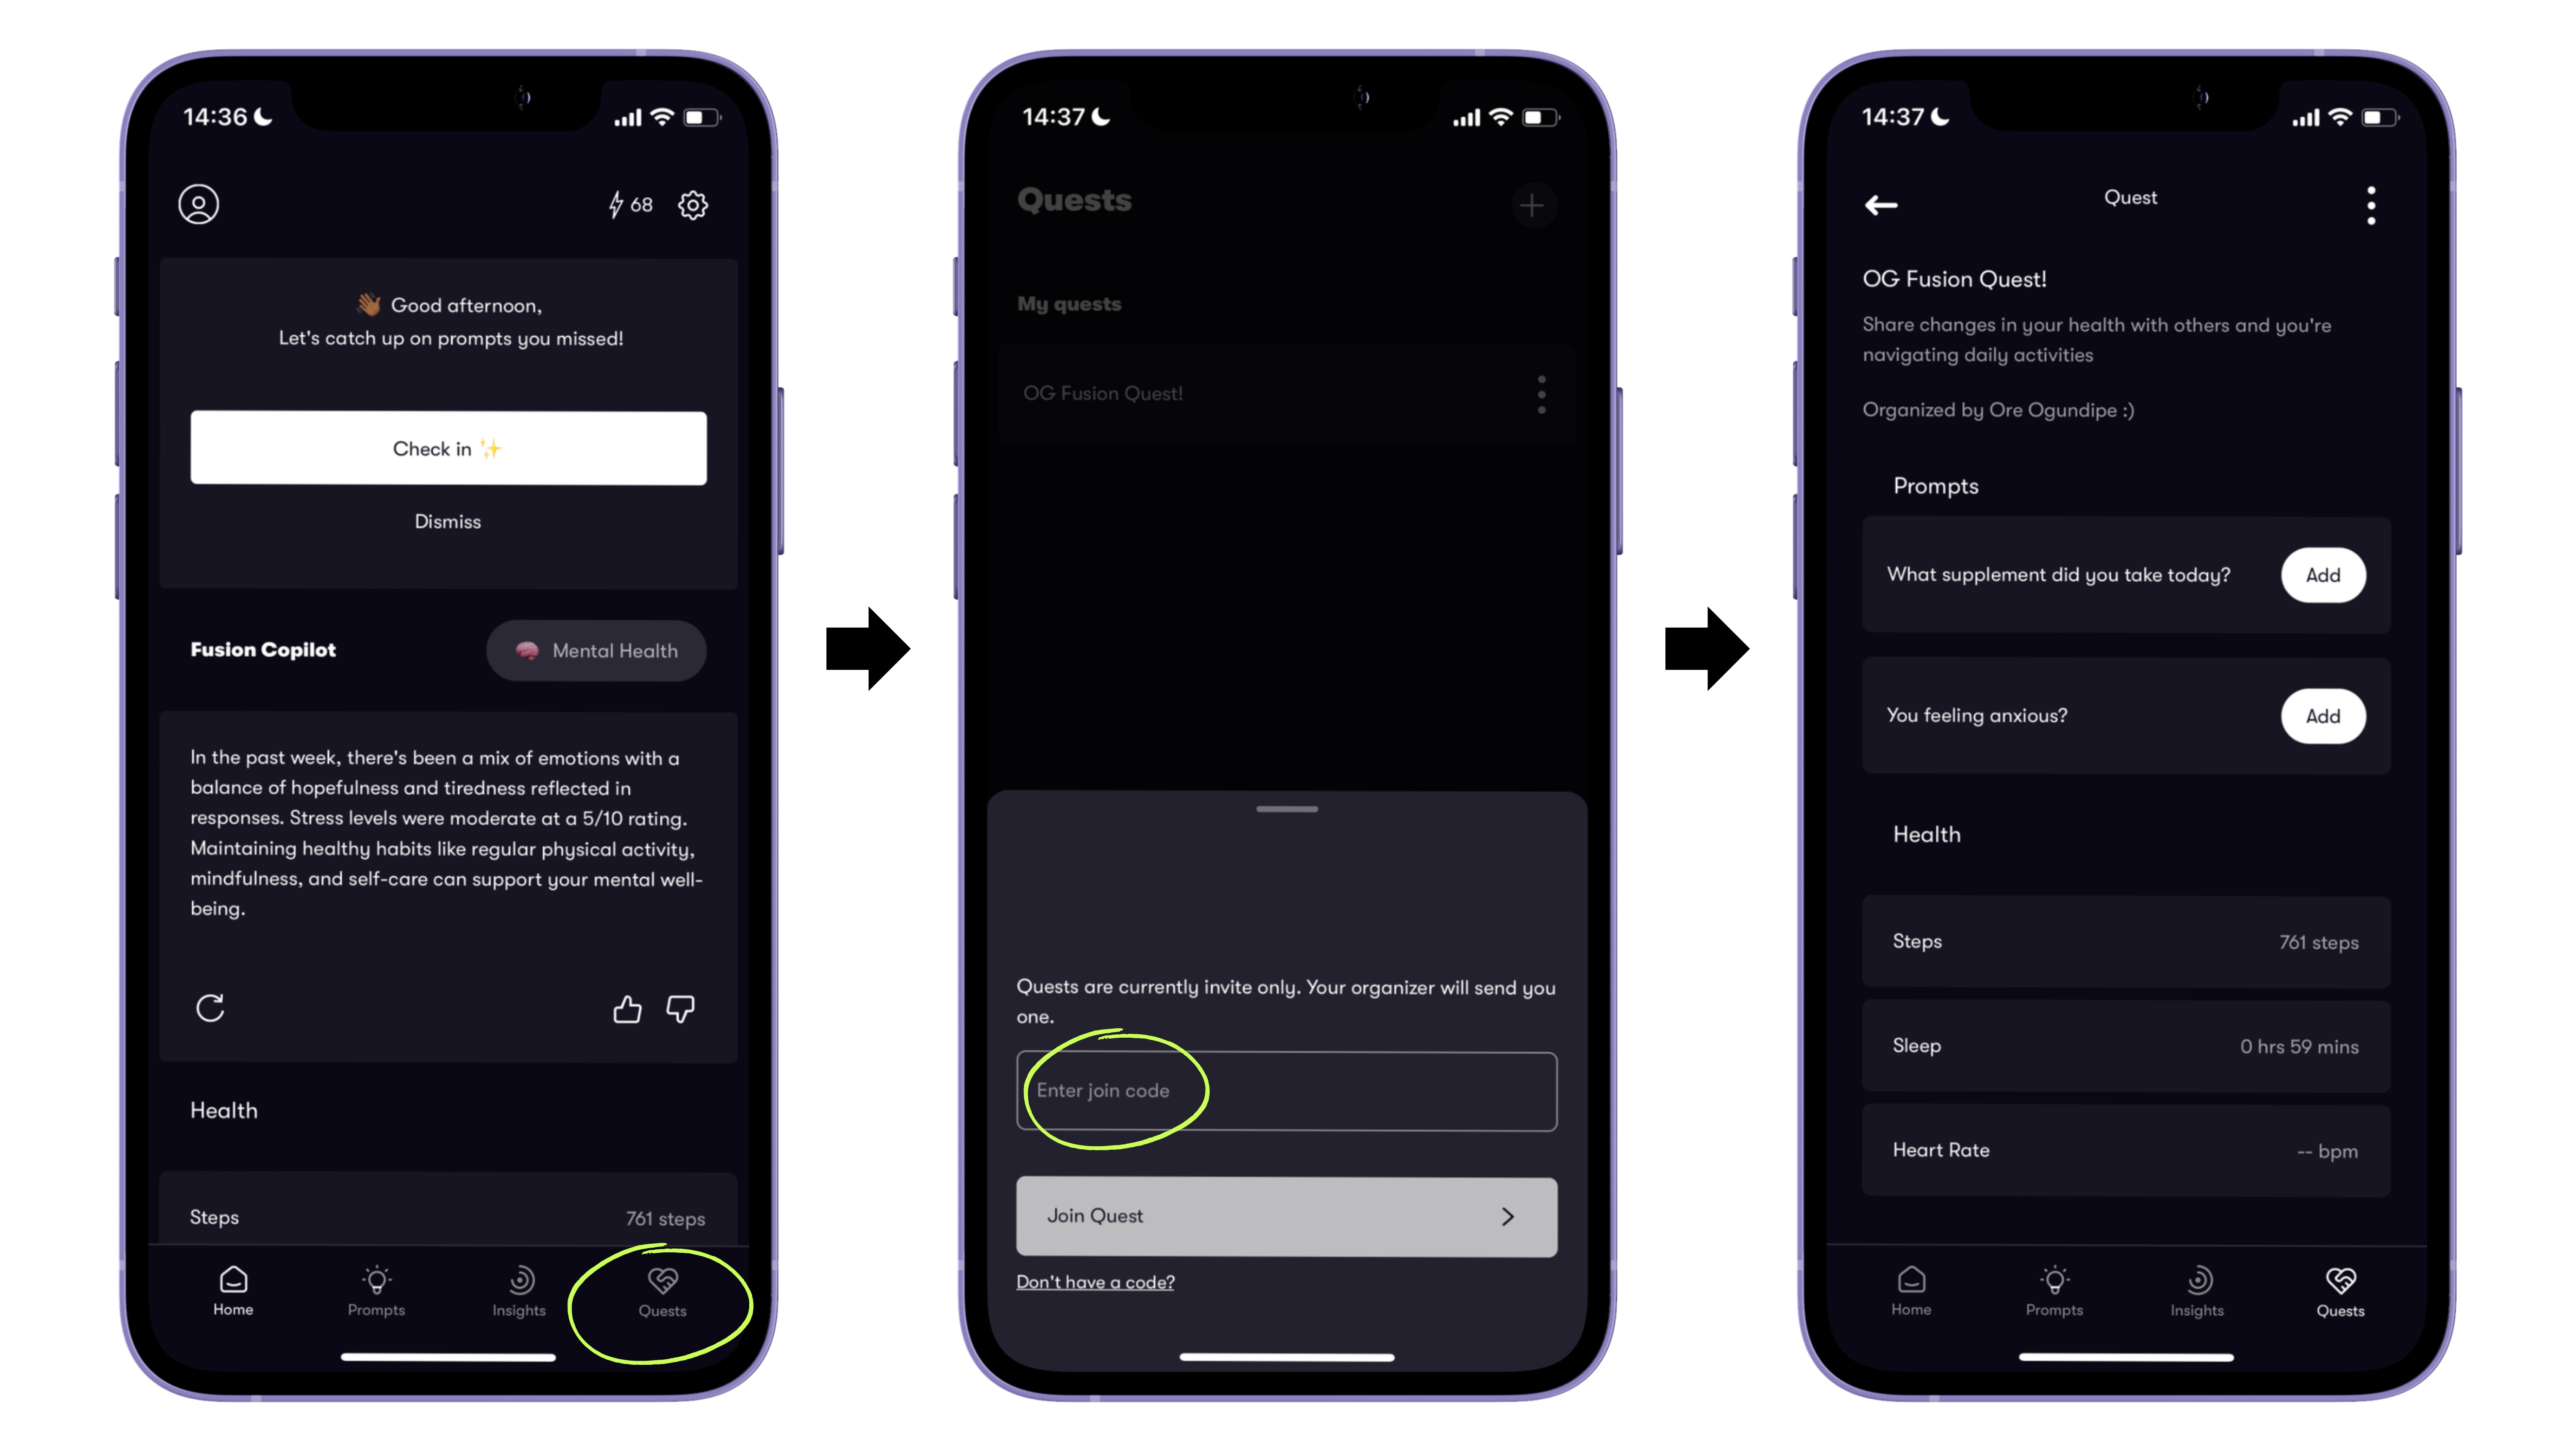 14:36
68
👋🏾 Good afternoon,
Let's catch up on prompts you missed!
Check in ✨
Dismiss
Fusion Copilot
🧠 Mental Health
In the past week, there's been a mix of emotions with a
balance of hopefulness and tiredness reflected in
responses. Stress levels were moderate at a 5/10 rating.
Maintaining healthy habits like regular physical activity,
mindfulness, and self-care can support your mental well-
being.
Health
Steps 761 steps
Home Prompts Insights Quests
14:37
Quests
My quests
OG Fusion Quest!
Quests are currently invite only. Your organizer will send you
one.
Enter join code
Join Quest
Don't have a code?
14:37
Quest
OG Fusion Quest!
Share changes in your health with others and you're
navigating daily activities
Organized by Ore Ogundipe :)
Prompts
What supplement did you take today? Add
You feeling anxious? Add
Health
Steps 761 steps
Sleep 0 hrs 59 mins
Heart Rate -- bpm
Home Prompts Insights Quests